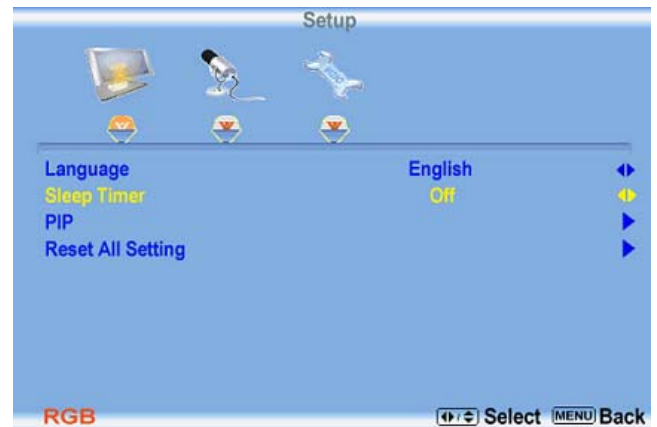 Setup
Language English
Sleep Timer Off
PIP
Reset All Setting
RGB Select MENU Back